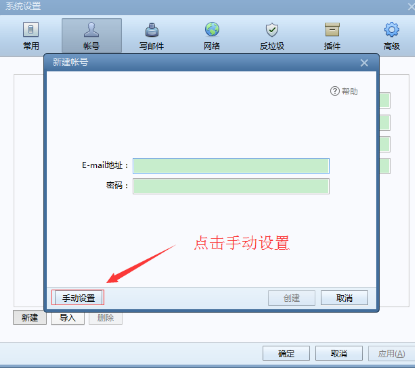 系统设置
常用 帐号 写邮件 网络 反垃圾 插件 高级
新建帐号
帮助
E-mail地址：
密码：
点击手动设置
手动设置 创建 取消
新建 导入 删除
确定 取消 应用(A)